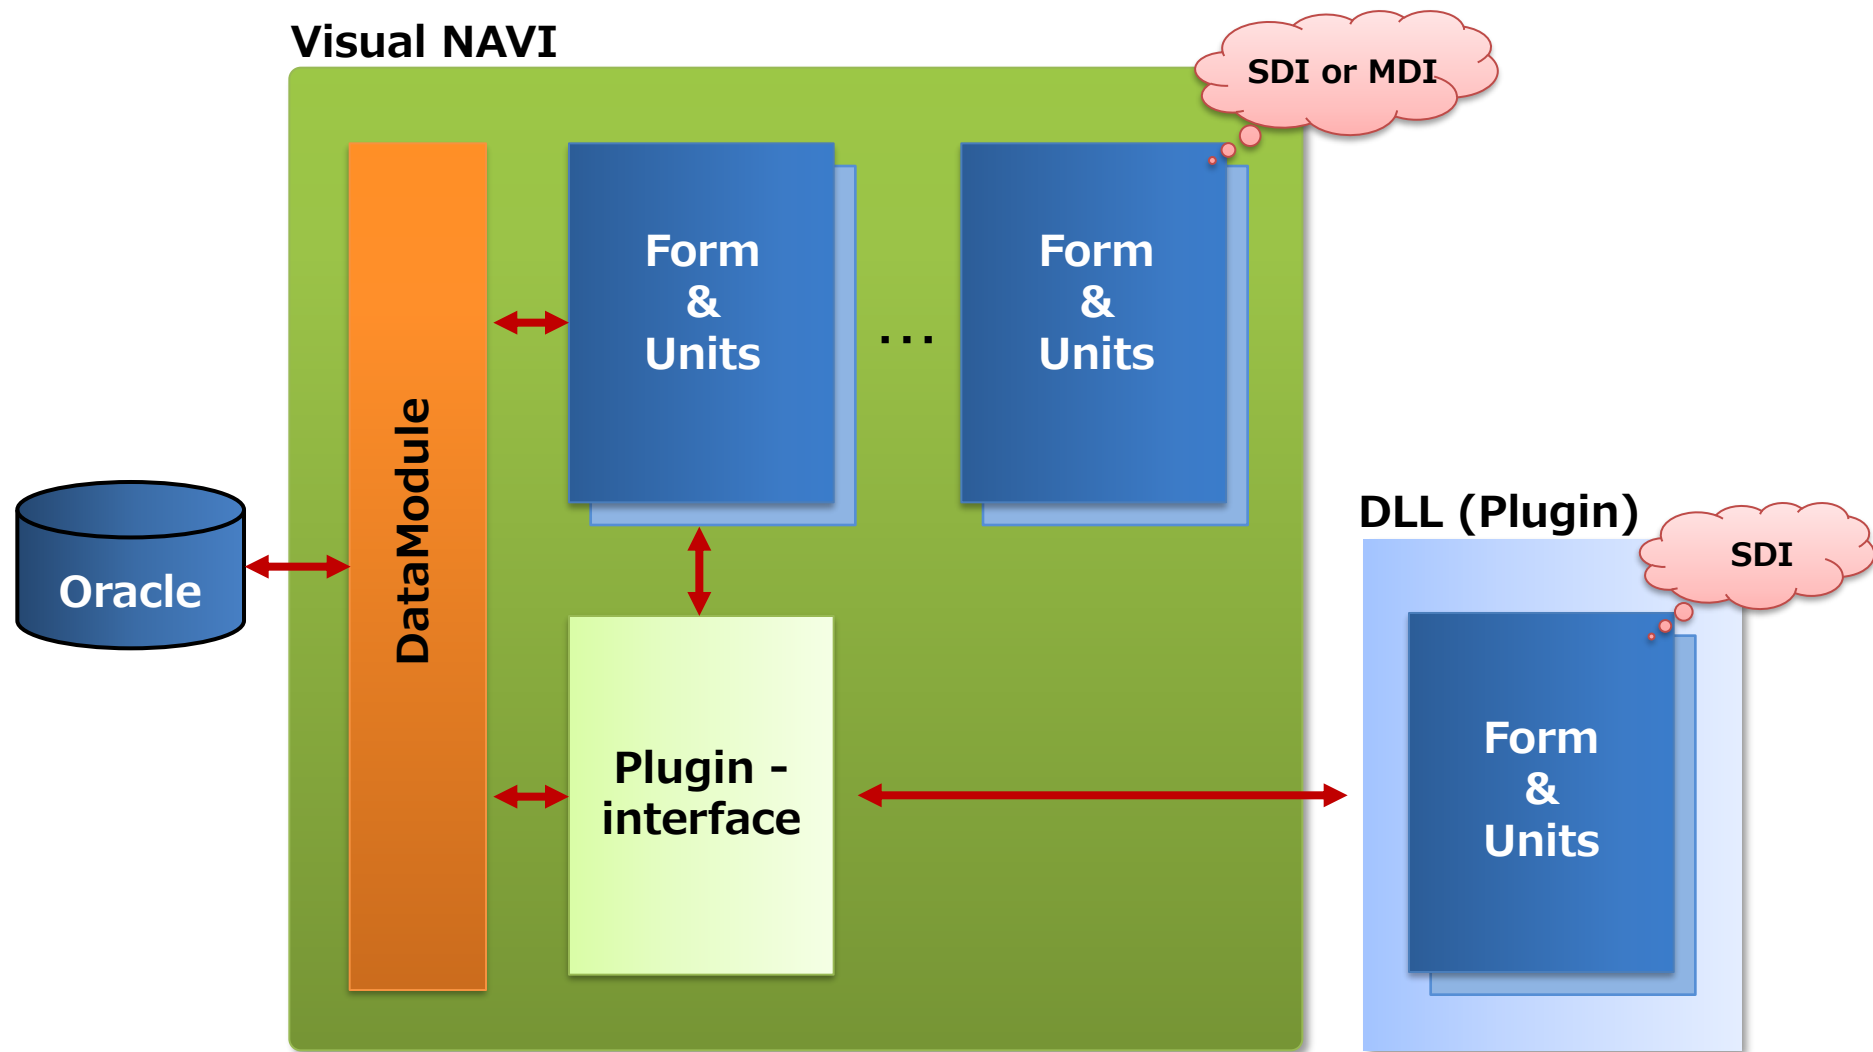 Visual NAVI
SDI or MDI
Form
&
Units
...
Form
&
Units
DataModule
Oracle
Plugin -
interface
DLL (Plugin)
SDI
Form
&
Units